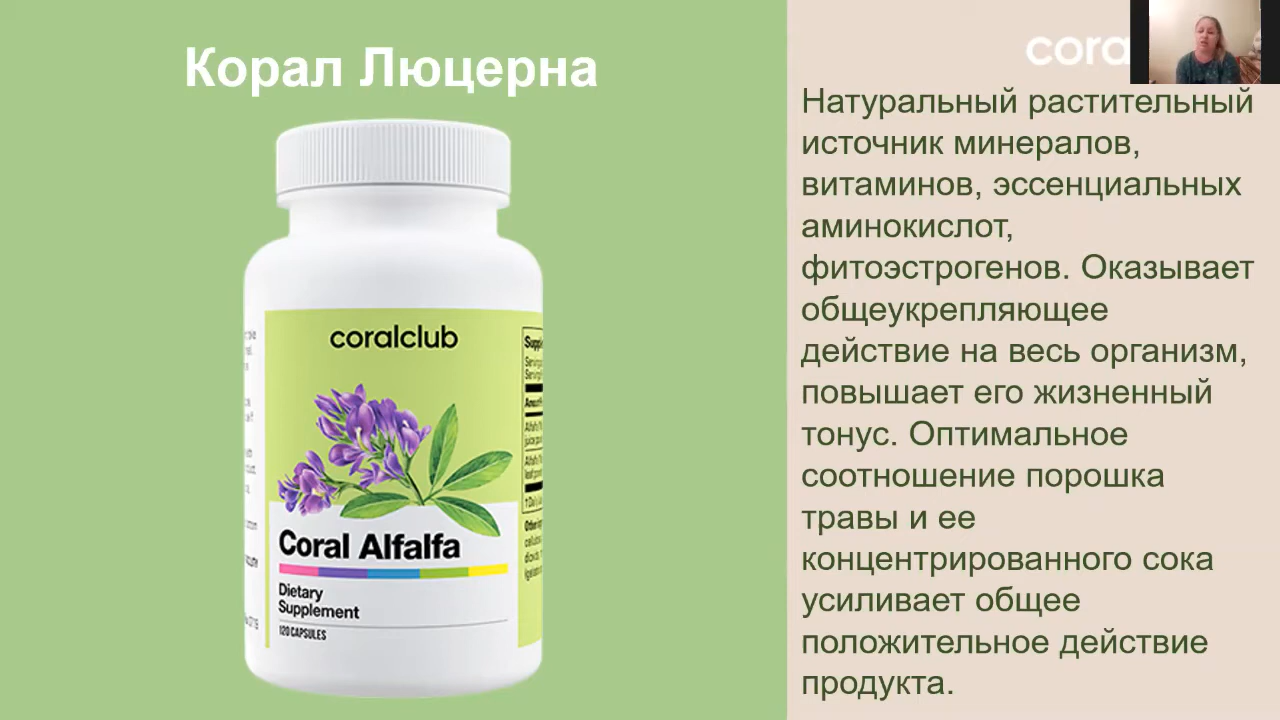 Корал Люцерна
cora
Натуральный растительный
источник минералов,
витаминов, эссенциальных
аминокислот,
фитоэстрогенов. Оказывает
общеукрепляющее
действие на весь организм,
повышает его жизненный
тонус. Оптимальное
соотношение порошка
травы и ее
концентрированного сока
усиливает общее
положительное действие
продукта.
coralclub
Coral Alfalfa
Dietary
Supplement
120 CAPSULES